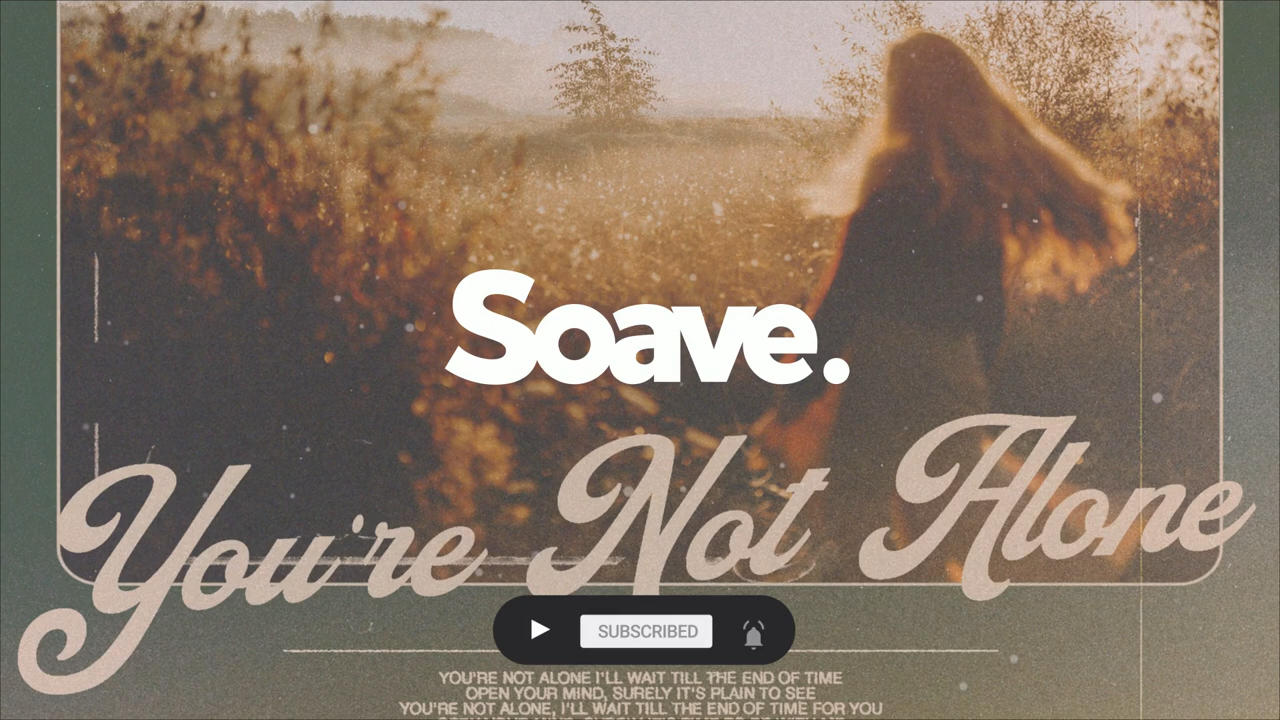 Soave.
You're Not Alone
SUBSCRIBED
YOU'RE NOT ALONE I'LL WAIT TILL THE END OF TIME
OPEN YOUR MIND, SURELY IT'S PLAIN TO SEE
YOU'RE NOT ALONE, I'LL WAIT TILL THE END OF TIME FOR YOU